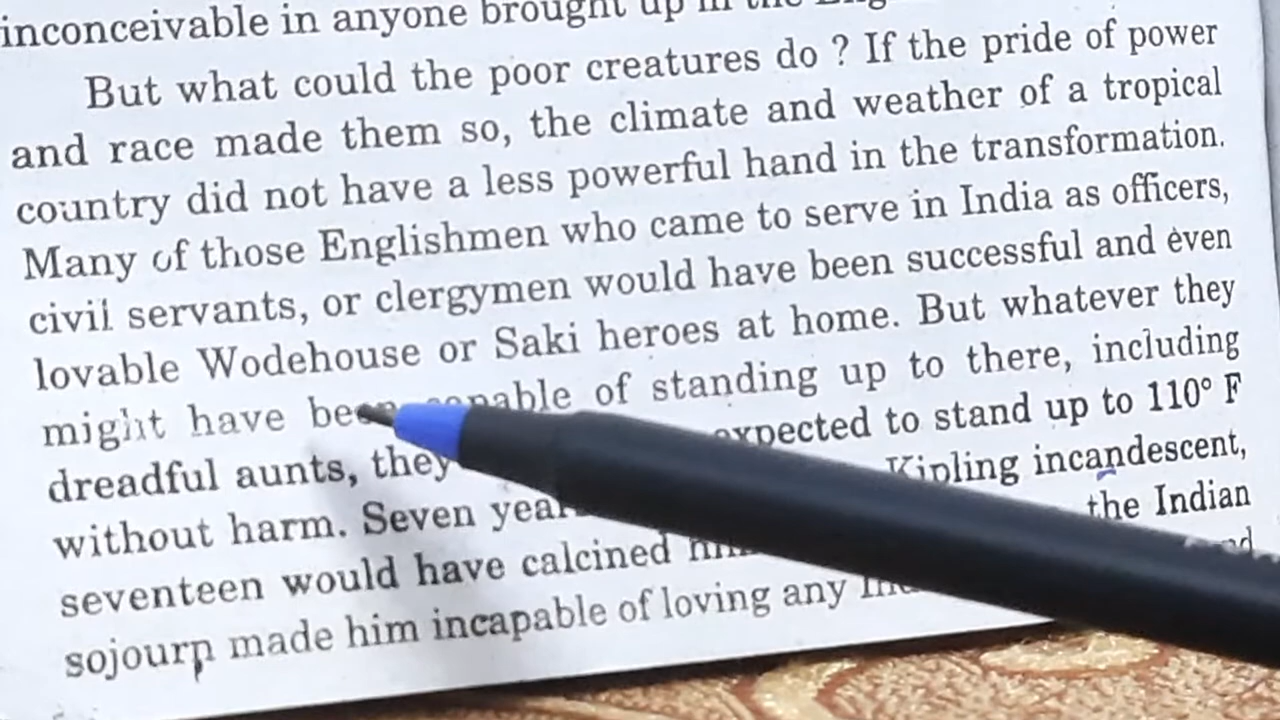 inconceivable in anyone brought up in the
But what could the poor creatures do ? If the pride of power
and race made them so, the climate and weather of a tropical
country did not have a less powerful hand in the transformation.
Many of those Englishmen who came to serve in India as officers,
civil servants, or clergymen would have been successful and even
lovable Wodehouse or Saki heroes at home. But whatever they
might have been capable of standing up to there, including
dreadful aunts, they expected to stand up to 110° F
without harm. Seven Kipling incandescent,
seventeen would have calcined the Indian
sojourn made him incapable of loving any